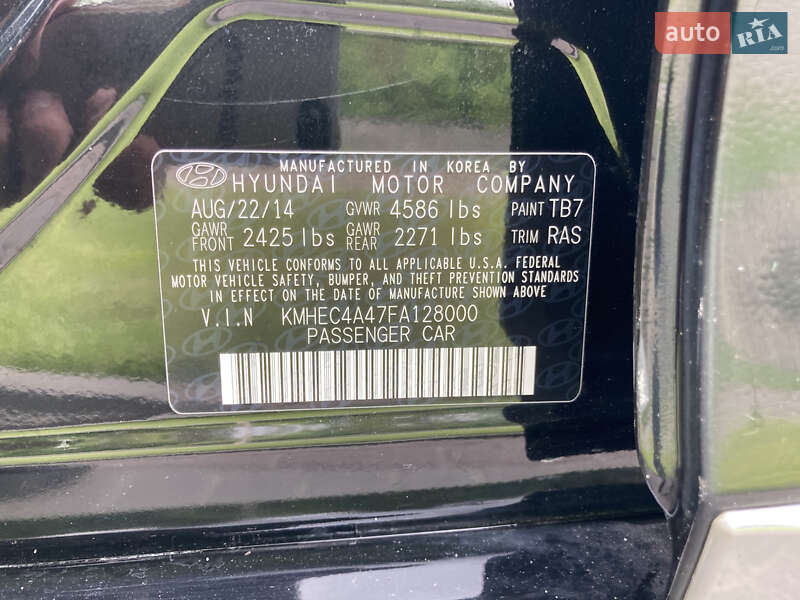 auto RIA
MANUFACTURED IN KOREA BY
HYUNDAI MOTOR COMPANY
AUG/22/14 GVWR 4586 lbs PAINT TB7
GAWR FRONT 2425 lbs GAWR REAR 2271 lbs TRIM RAS
THIS VEHICLE CONFORMS TO ALL APPLICABLE U.S.A. FEDERAL
MOTOR VEHICLE SAFETY, BUMPER, AND THEFT PREVENTION STANDARDS
IN EFFECT ON THE DATE OF MANUFACTURE SHOWN ABOVE
V.I.N KMHEC4A47FA128000
PASSENGER CAR